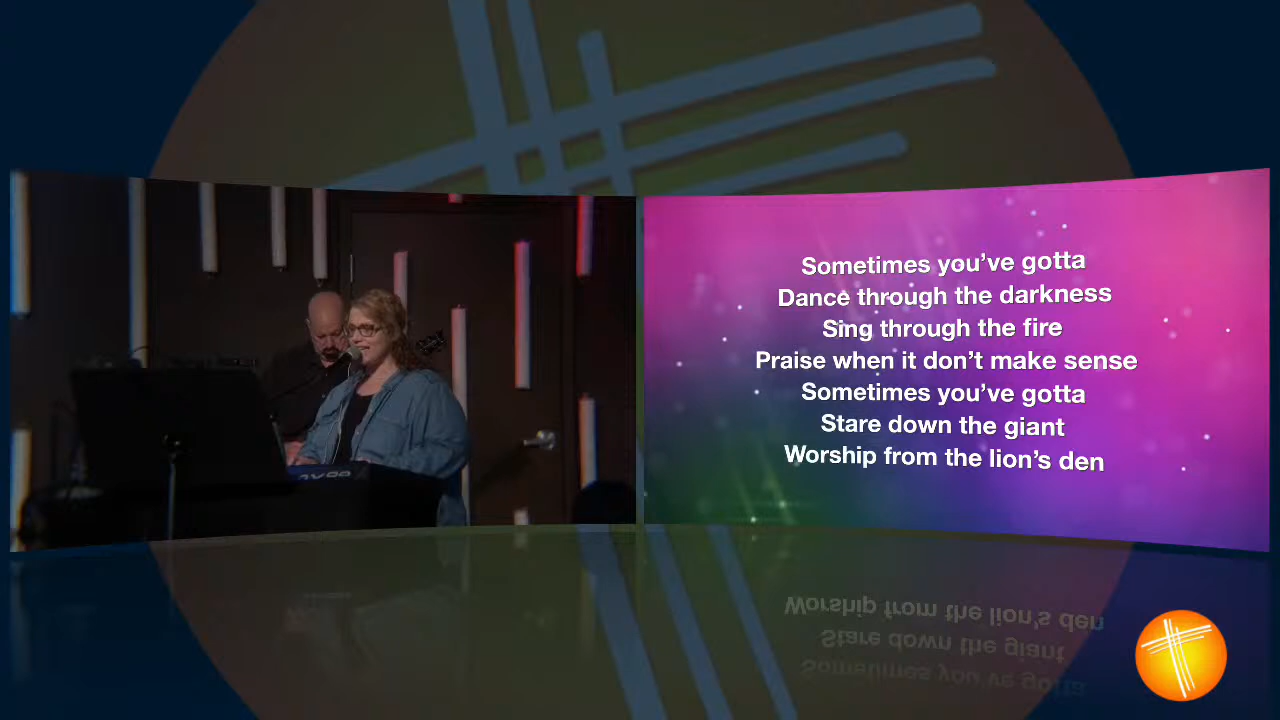 Sometimes you’ve gotta
Dance through the darkness
Sing through the fire
Praise when it don’t make sense
Sometimes you’ve gotta
Stare down the giant
Worship from the lion’s den